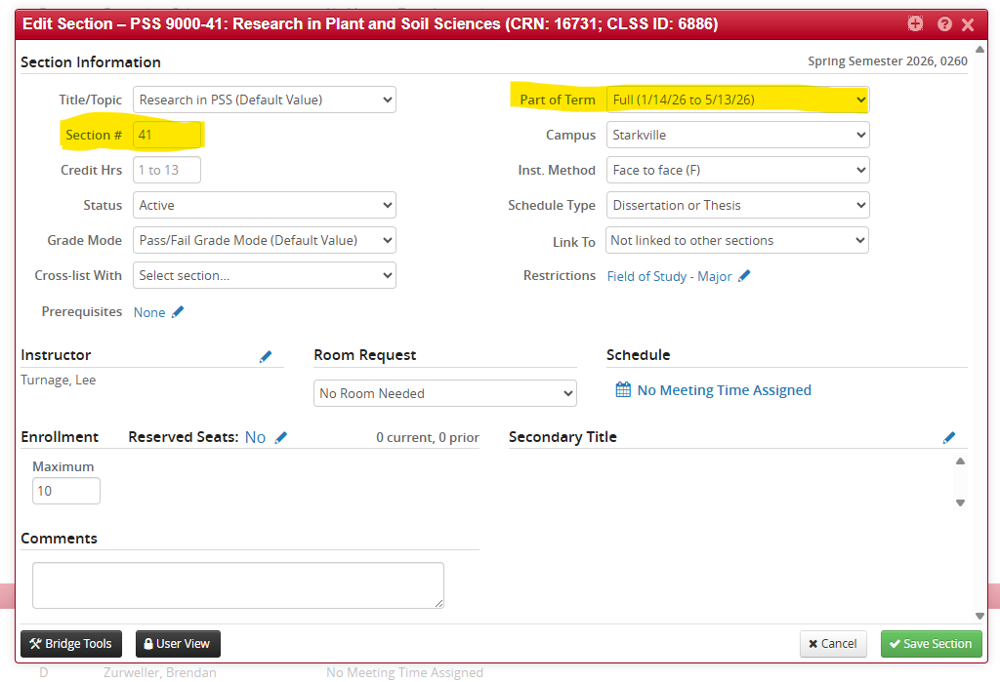 Edit Section – PSS 9000-41: Research in Plant and Soil Sciences (CRN: 16731; CLSS ID: 6886)
Section Information
Spring Semester 2026, 0260
Title/Topic Research in PSS (Default Value)
Part of Term Full (1/14/26 to 5/13/26)
Section # 41
Campus Starkville
Credit Hrs 1 to 13
Inst. Method Face to face (F)
Status Active
Schedule Type Dissertation or Thesis
Grade Mode Pass/Fail Grade Mode (Default Value)
Link To Not linked to other sections
Cross-list With Select section...
Restrictions Field of Study - Major
Prerequisites None
Instructor
Room Request
Schedule
Turnage, Lee
No Room Needed
No Meeting Time Assigned
Enrollment Reserved Seats: No 0 current, 0 prior
Secondary Title
Maximum
10
Comments
Bridge Tools User View Cancel Save Section
D Zurweller, Brendan No Meeting Time Assigned